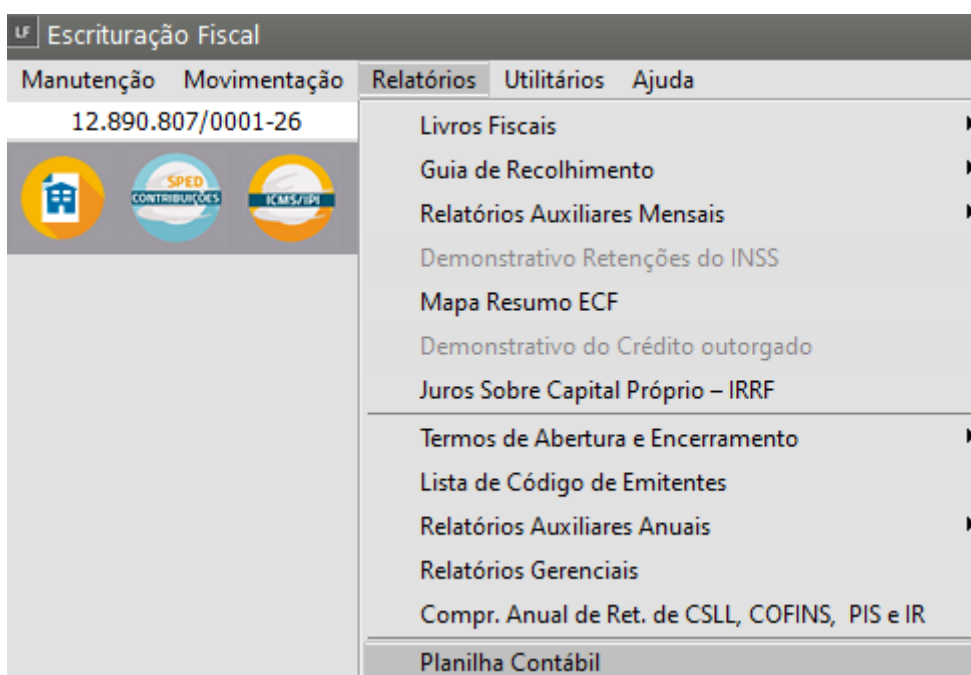 LF Escrituração Fiscal
Manutenção Movimentação Relatórios Utilitários Ajuda
12.890.807/0001-26
SPED
CONTRIBUIÇÕES
ICMS/IPI
Livros Fiscais
Guia de Recolhimento
Relatórios Auxiliares Mensais
Demonstrativo Retenções do INSS
Mapa Resumo ECF
Demonstrativo do Crédito outorgado
Juros Sobre Capital Próprio – IRRF
Termos de Abertura e Encerramento
Lista de Código de Emitentes
Relatórios Auxiliares Anuais
Relatórios Gerenciais
Compr. Anual de Ret. de CSLL, COFINS, PIS e IR
Planilha Contábil